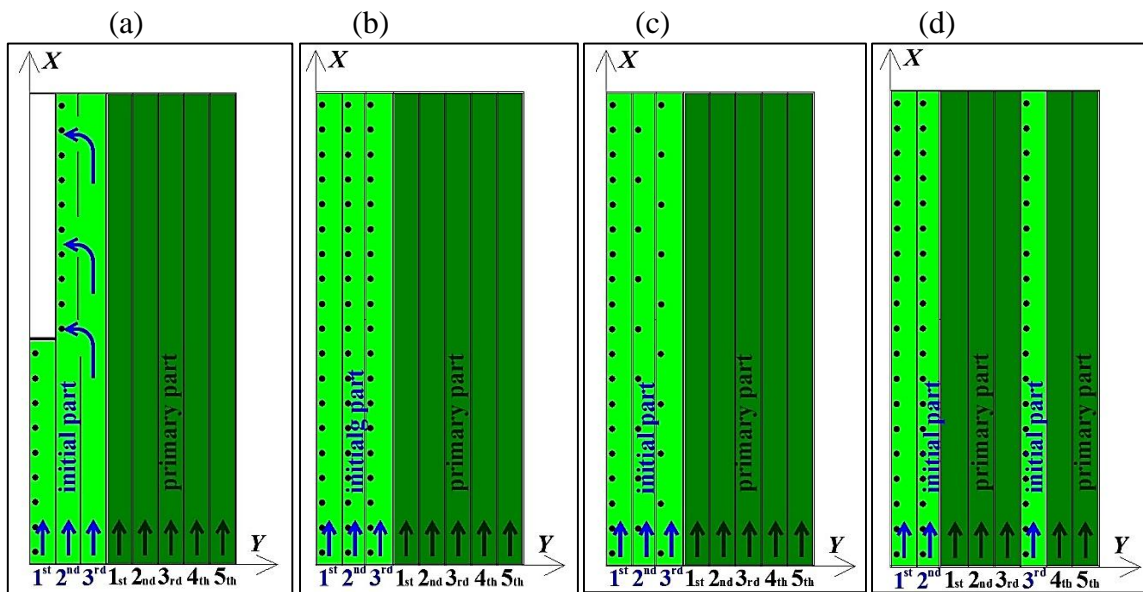 (a) (b) (c) (d)
X X X X
initial part
primary part
initialg part
primary part
initial part
primary part
initial part
primary part
initial part
primary part
Y Y Y Y
1st 2nd 3rd 1st 2nd 3rd 4th 5th
1st 2nd 3rd 1st 2nd 3rd 4th 5th
1st 2nd 3rd 1st 2nd 3rd 4th 5th
1st 2nd 1st 2nd 3rd 3rd 4th 5th